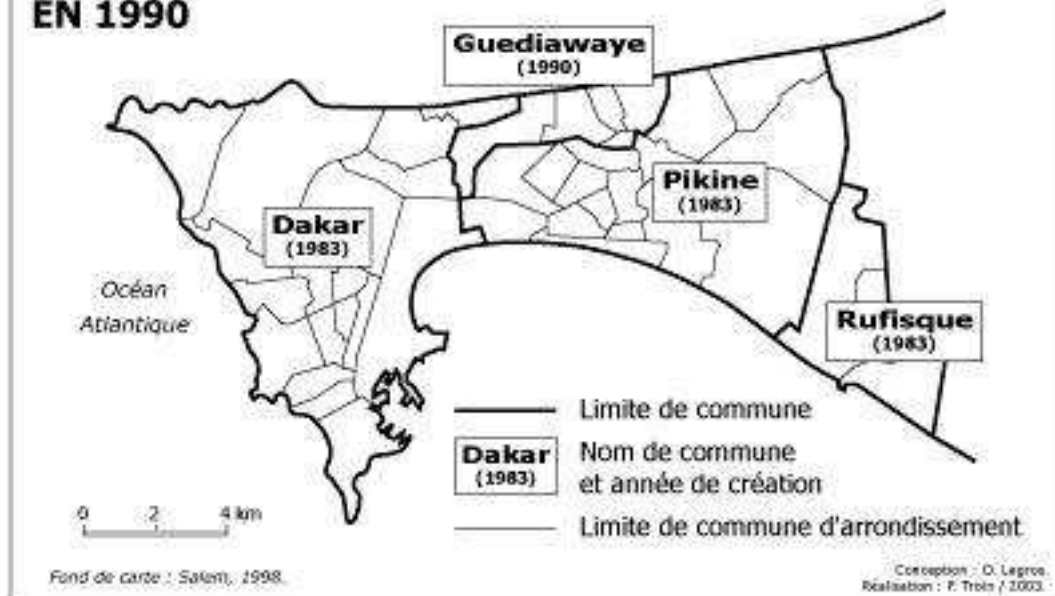 EN 1990
Guediawaye
(1990)
Pikine
(1983)
Dakar
(1983)
Océan
Atlantique
Rufisque
(1983)
Limite de commune
Dakar
(1983)
Nom de commune
et année de création
Limite de commune d'arrondissement
0 2 4 km
Fond de carte : Salem, 1998.
Conception : O. Legros.
Réalisation : F. Troin / 2003.